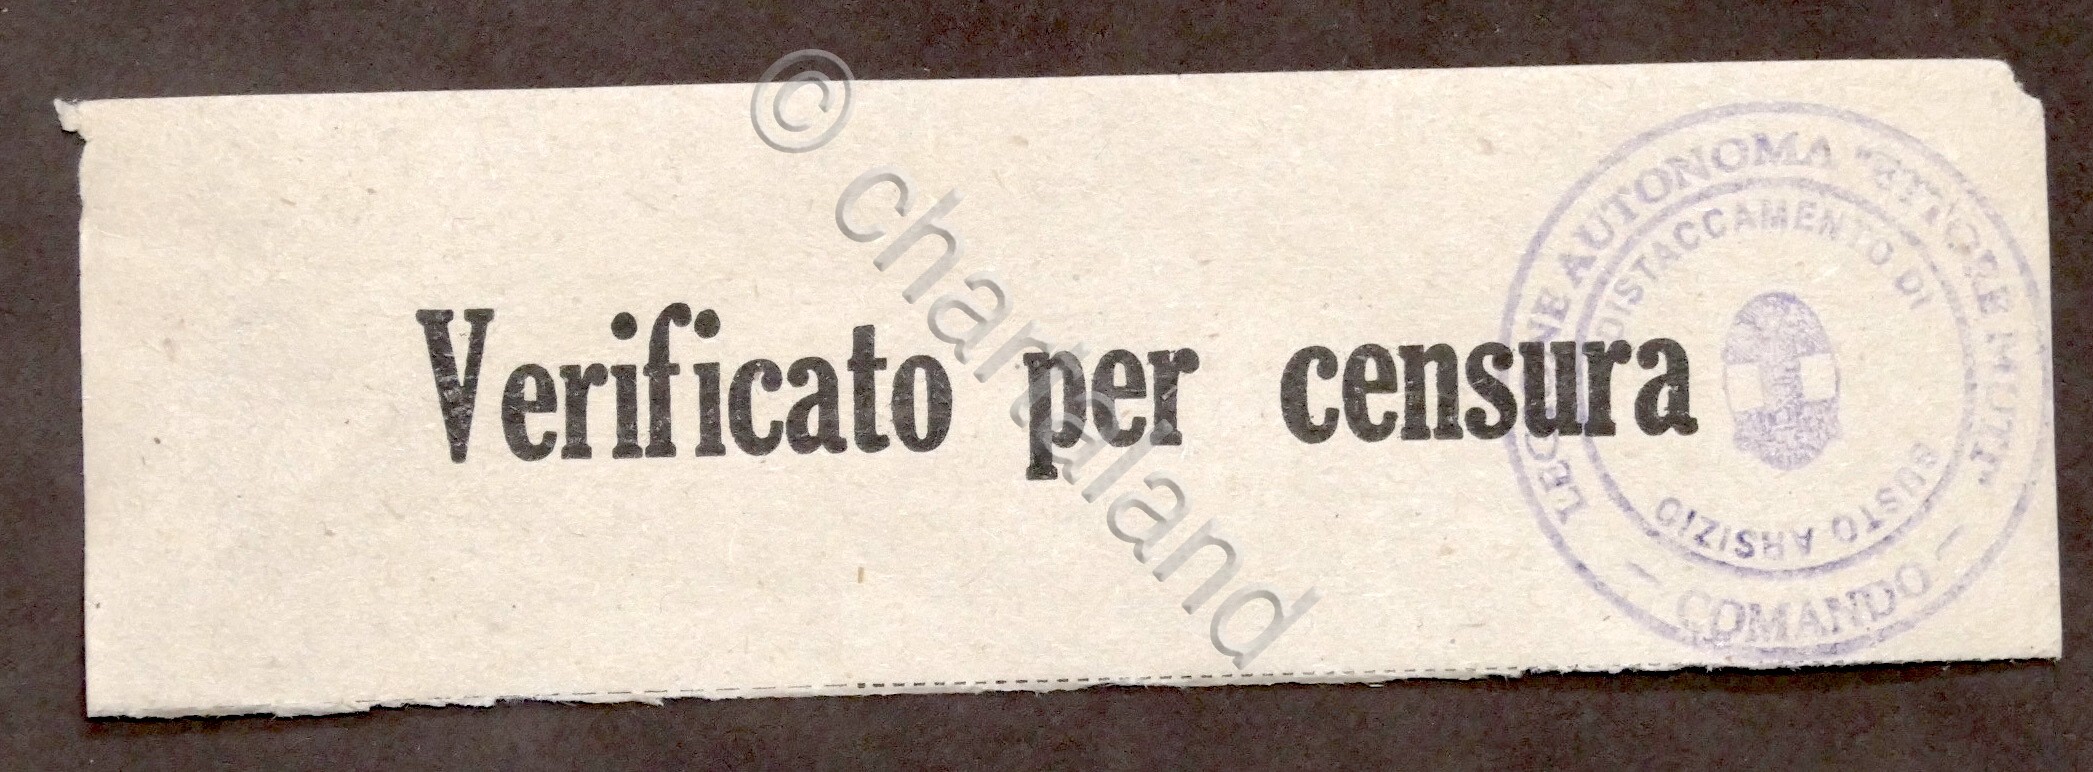 © chartaland
Verificato per censura
LEGIONE AUTONOMA "ETTORE MUTI"
DISTACCAMENTO DI
BUSTO ARSIZIO
— COMANDO —